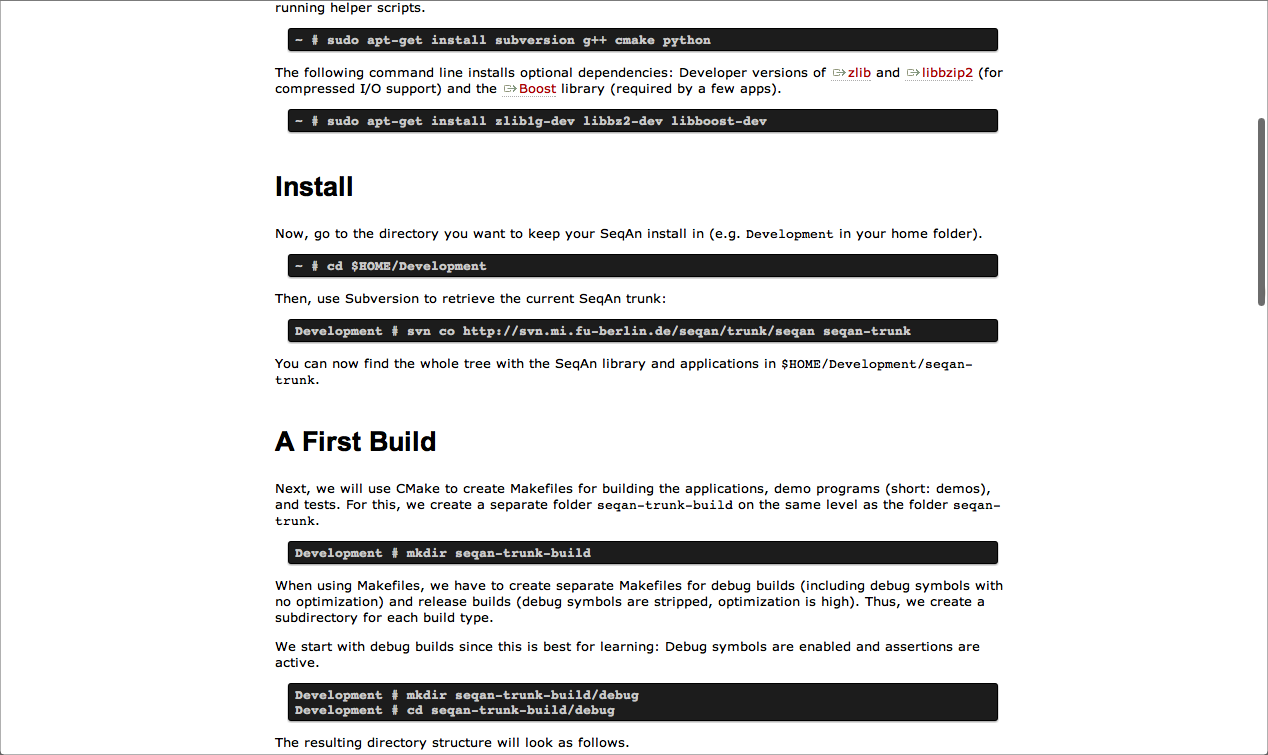 running helper scripts.
~ # sudo apt-get install subversion g++ cmake python
The following command line installs optional dependencies: Developer versions of zlib and libbzip2 (for
compressed I/O support) and the Boost library (required by a few apps).
~ # sudo apt-get install zlib1g-dev libbz2-dev libboost-dev
Install
Now, go to the directory you want to keep your SeqAn install in (e.g. Development in your home folder).
~ # cd $HOME/Development
Then, use Subversion to retrieve the current SeqAn trunk:
Development # svn co http://svn.mi.fu-berlin.de/seqan/trunk/seqan seqan-trunk
You can now find the whole tree with the SeqAn library and applications in $HOME/Development/seqan-
trunk.
A First Build
Next, we will use CMake to create Makefiles for building the applications, demo programs (short: demos),
and tests. For this, we create a separate folder seqan-trunk-build on the same level as the folder seqan-
trunk.
Development # mkdir seqan-trunk-build
When using Makefiles, we have to create separate Makefiles for debug builds (including debug symbols with
no optimization) and release builds (debug symbols are stripped, optimization is high). Thus, we create a
subdirectory for each build type.
We start with debug builds since this is best for learning: Debug symbols are enabled and assertions are
active.
Development # mkdir seqan-trunk-build/debug
Development # cd seqan-trunk-build/debug
The resulting directory structure will look as follows.